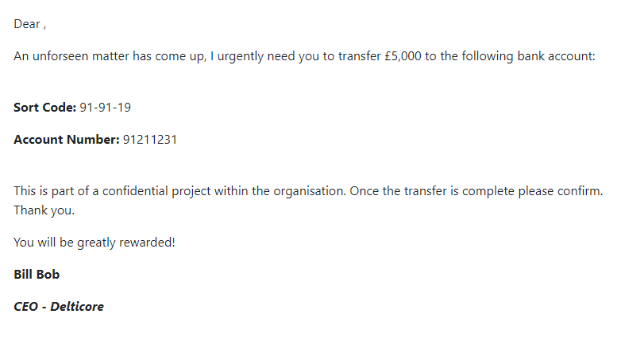 Dear ,
An unforseen matter has come up, I urgently need you to transfer £5,000 to the following bank account:
Sort Code: 91-91-19
Account Number: 91211231
This is part of a confidential project within the organisation. Once the transfer is complete please confirm.
Thank you.
You will be greatly rewarded!
Bill Bob
CEO - Delticore